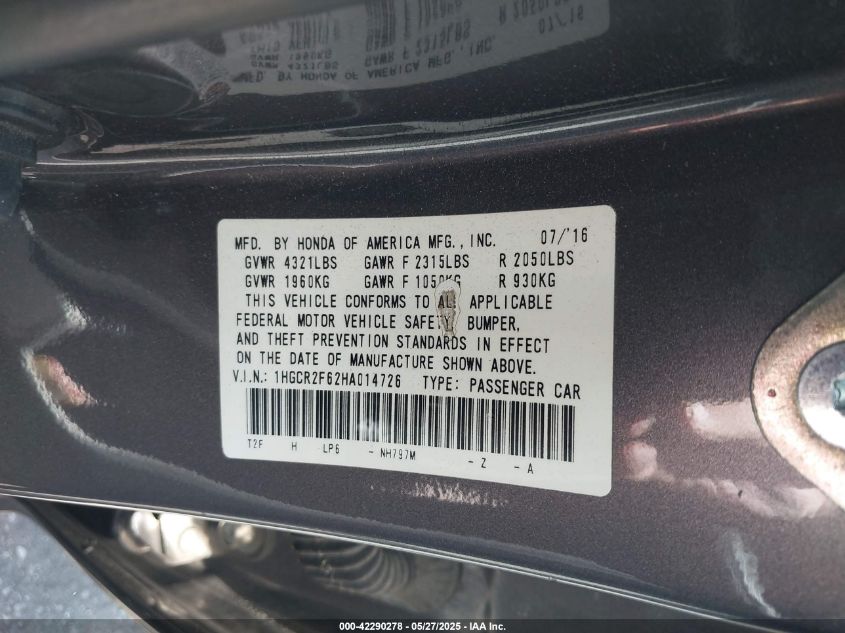 MFD. BY HONDA OF AMERICA MFG., INC. 07/'16
GVWR 4321LBS GAWR F 2315LBS R 2050LBS
GVWR 1960KG GAWR F 1050KG R 930KG
THIS VEHICLE CONFORMS TO ALL APPLICABLE
FEDERAL MOTOR VEHICLE SAFETY BUMPER,
AND THEFT PREVENTION STANDARDS IN EFFECT
ON THE DATE OF MANUFACTURE SHOWN ABOVE.
V.I.N.: 1HGCR2F62HA014726 TYPE: PASSENGER CAR
T2F H LP6 - NH797M - Z - A
000-42290278 - 05/27/2025 - IAA Inc.